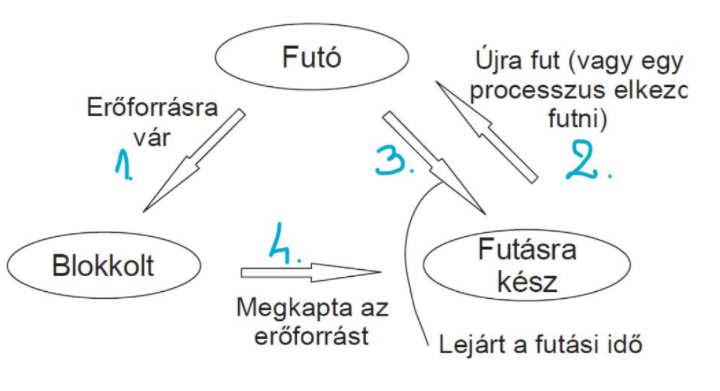 Futó
Újra fut (vagy egy
processzus elkezd
futni)
Erőforrásra
vár
1.
3.
2.
Blokkolt
4.
Futásra
kész
Megkapta az
erőforrást
Lejárt a futási idő